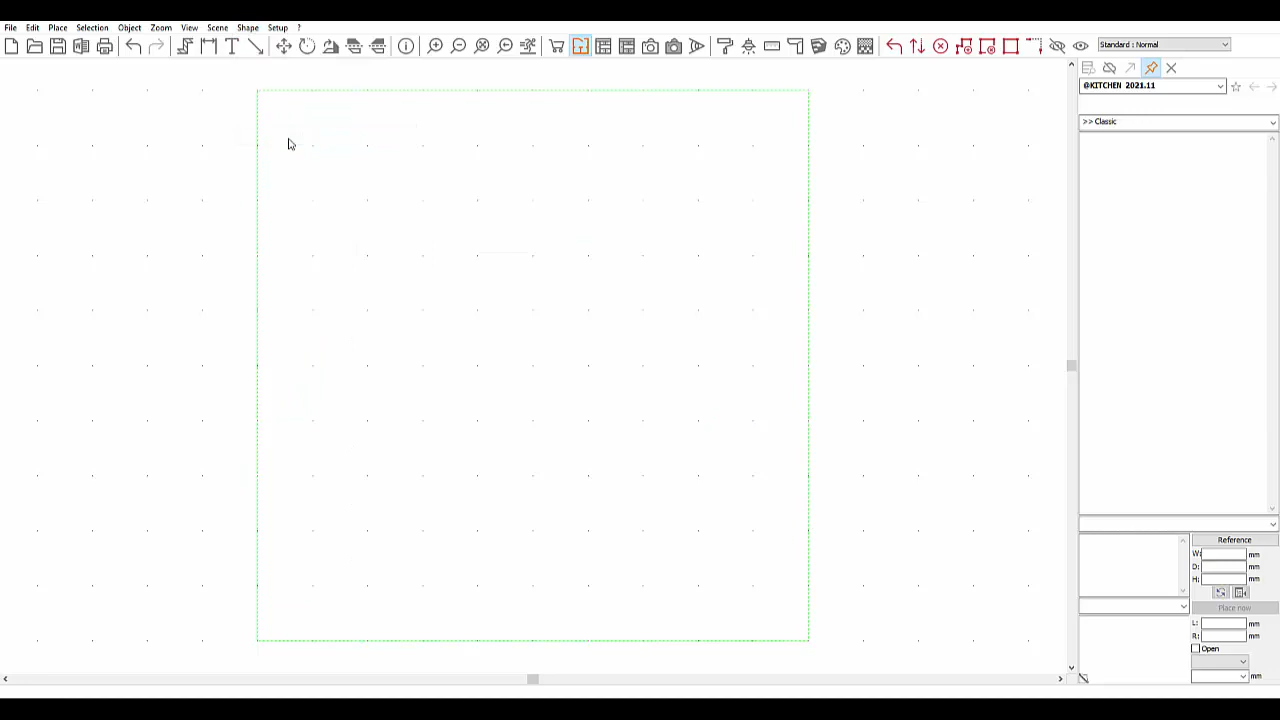 File Edit Place Selection Object Zoom View Scene Shape Setup ?
Standard : Normal
@KITCHEN 2021.11
>> Classic
Reference
W: mm
D: mm
H: mm
Place now
L: mm
R: mm
Open
mm